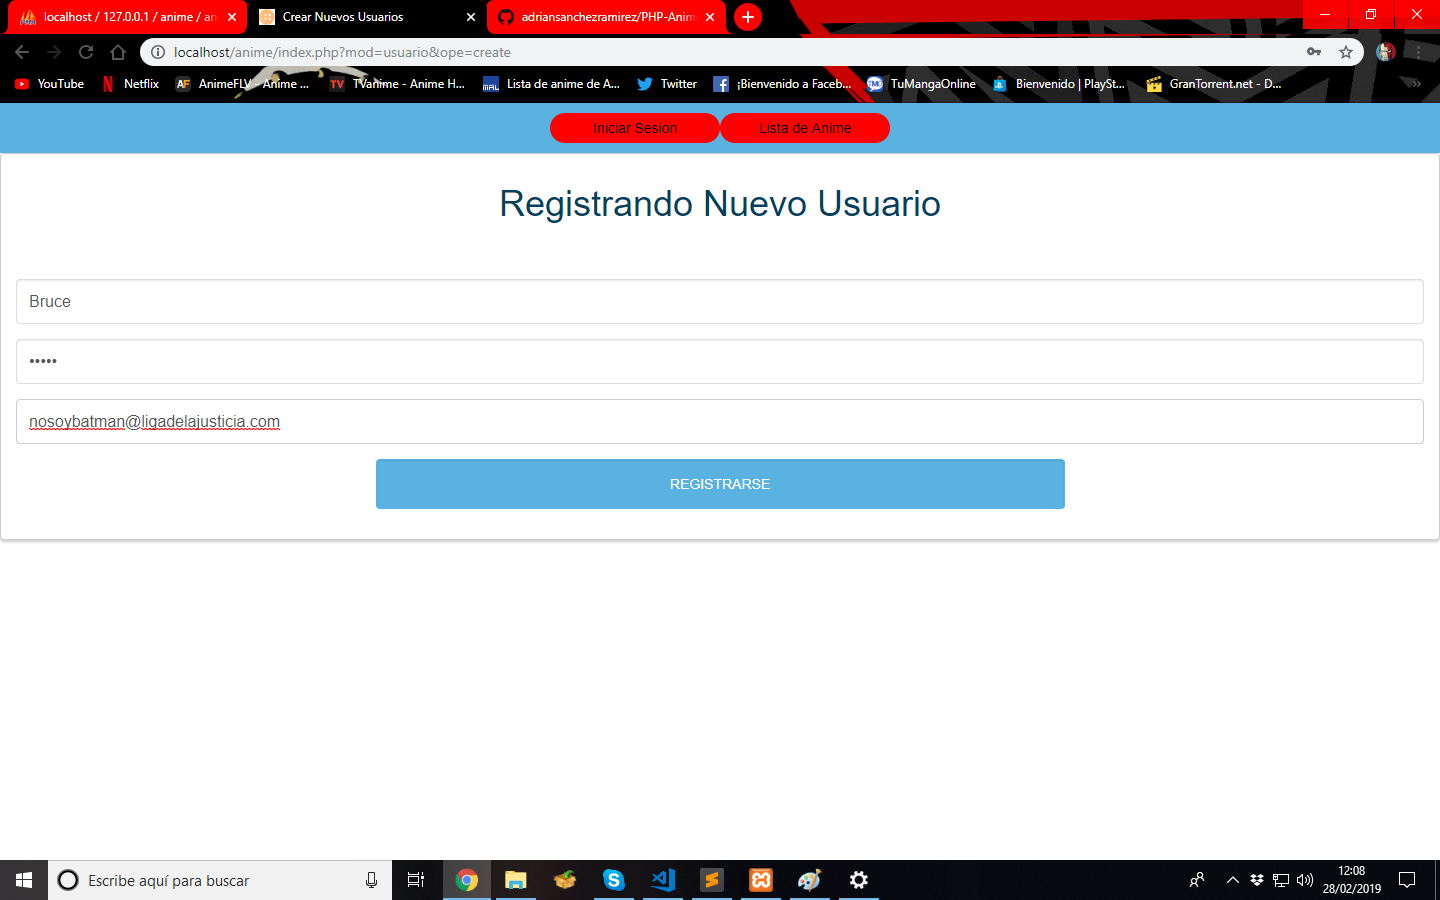 localhost / 127.0.0.1 / anime / ani
Crear Nuevos Usuarios
adriansanchezramirez/PHP-Anim
localhost/anime/index.php?mod=usuario&ope=create
YouTube
Netflix
AnimeFLV - Anime ...
TVanime - Anime H...
Lista de anime de A...
Twitter
¡Bienvenido a Faceb...
TuMangaOnline
Bienvenido | PlaySt...
GranTorrent.net - D...
Iniciar Sesion
Lista de Anime
Registrando Nuevo Usuario
Bruce
•••••
nosoybatman@ligadelajusticia.com
REGISTRARSE
Escribe aquí para buscar
12:08
28/02/2019